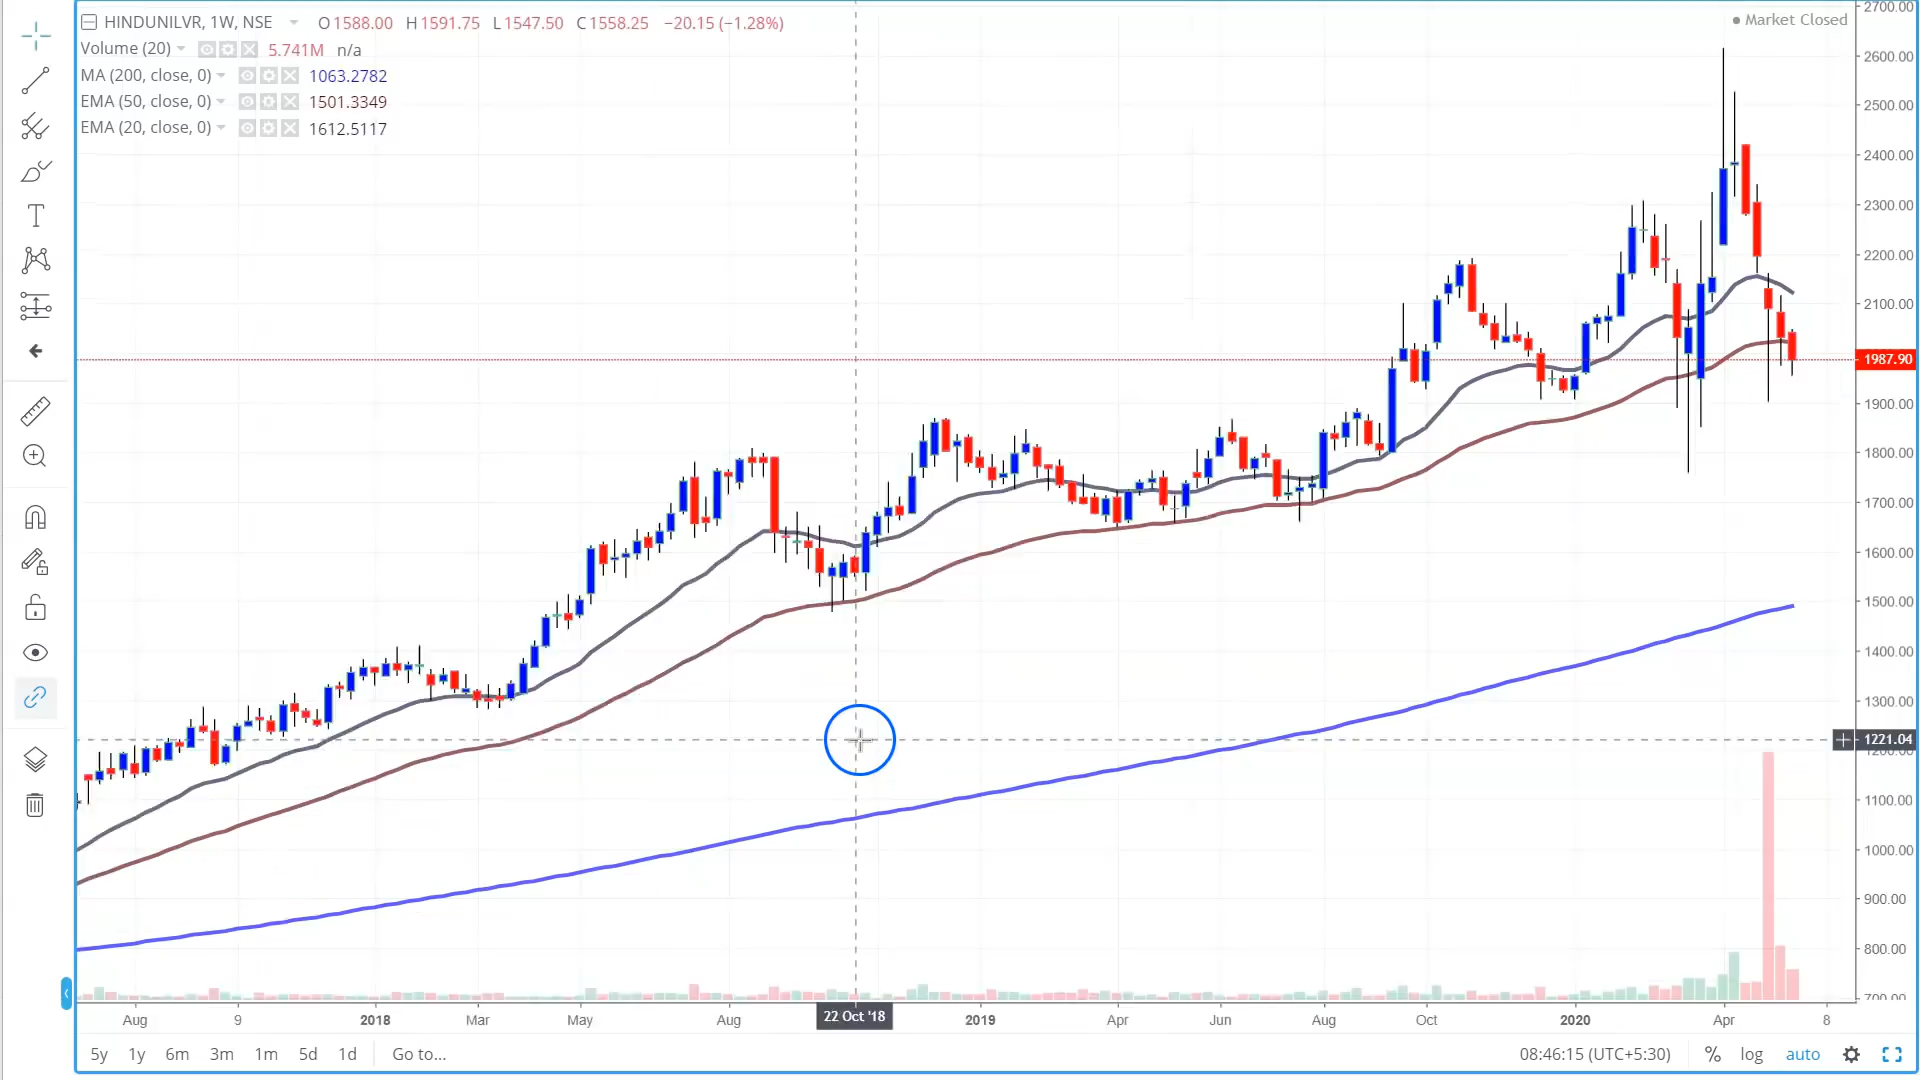 HINDUNILVR, 1W, NSE O1588.00 H1591.75 L1547.50 C1558.25 −20.15 (−1.28%)
Market Closed
Volume (20) 5.741M n/a
MA (200, close, 0) 1063.2782
EMA (50, close, 0) 1501.3349
EMA (20, close, 0) 1612.5117
2700.00
2600.00
2500.00
2400.00
2300.00
2200.00
2100.00
1987.90
1900.00
1800.00
1700.00
1600.00
1500.00
1400.00
1300.00
1221.04
1200.00
1100.00
1000.00
900.00
800.00
700.00
Aug 9 2018 Mar May Aug 22 Oct '18 2019 Apr Jun Aug Oct 2020 Apr 8
5y 1y 6m 3m 1m 5d 1d Go to... 08:46:15 (UTC+5:30) % log auto